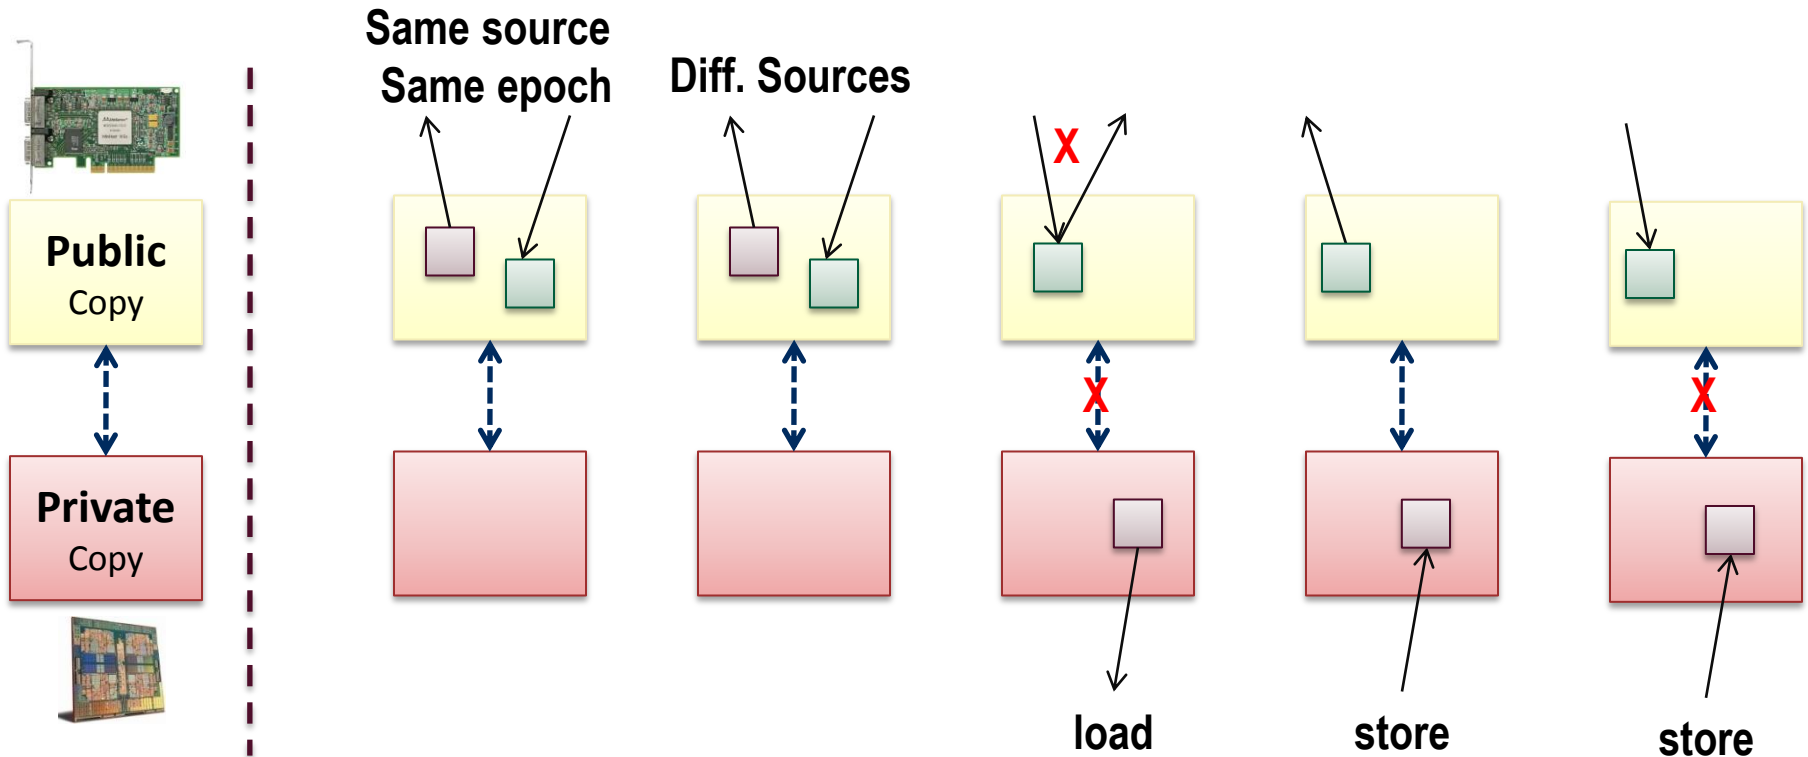 Same source
Same epoch
Diff. Sources
X
Public
Copy
X
X
Private
Copy
load
store
store